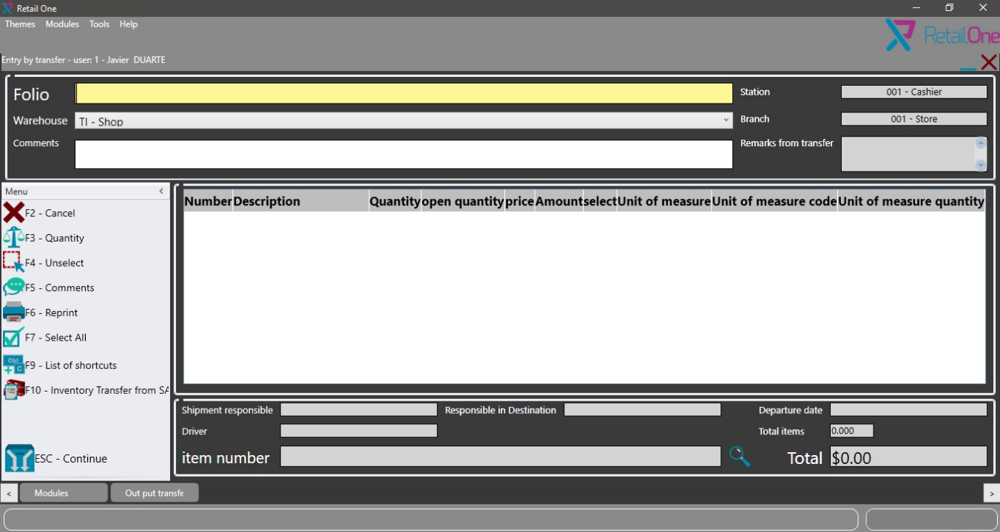 Retail One
Themes Modules Tools Help
RetailOne
Entry by transfer - user: 1 - Javier DUARTE
Folio
Station 001 - Cashier
Warehouse TI - Shop
Branch 001 - Store
Comments
Remarks from transfer
Menu
Number Description Quantity open quantity price Amount select Unit of measure Unit of measure code Unit of measure quantity
F2 - Cancel
F3 - Quantity
F4 - Unselect
F5 - Comments
F6 - Reprint
F7 - Select All
Ctrl
C
F9 - List of shortcuts
F10 - Inventory Transfer from SA
ESC - Continue
Shipment responsible Responsible in Destination Departure date
Driver Total items 0.000
item number Total $0.00
< Modules Out put transfe >